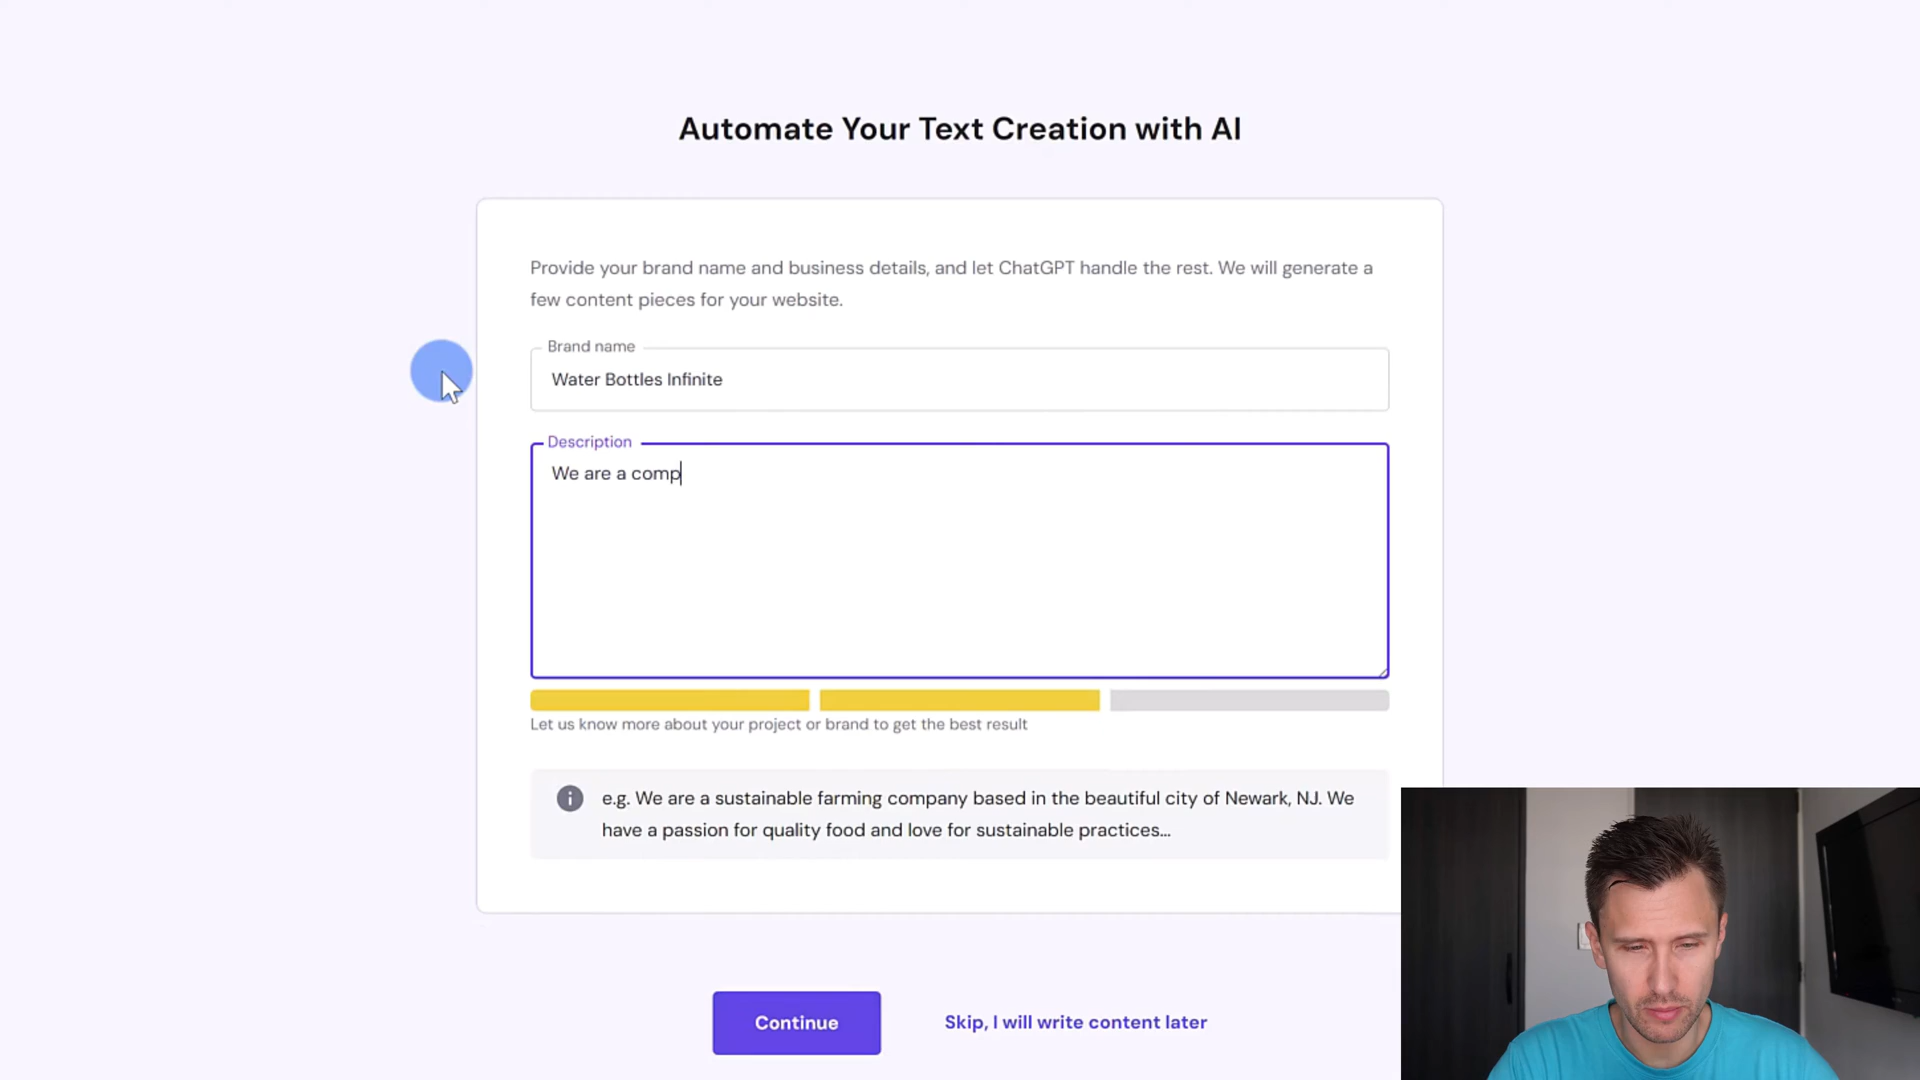 Automate Your Text Creation with AI
Provide your brand name and business details, and let ChatGPT handle the rest. We will generate a
few content pieces for your website.
Brand name
Water Bottles Infinite
Description
We are a comp
Let us know more about your project or brand to get the best result
e.g. We are a sustainable farming company based in the beautiful city of Newark, NJ. We
have a passion for quality food and love for sustainable practices...
Continue
Skip, I will write content later